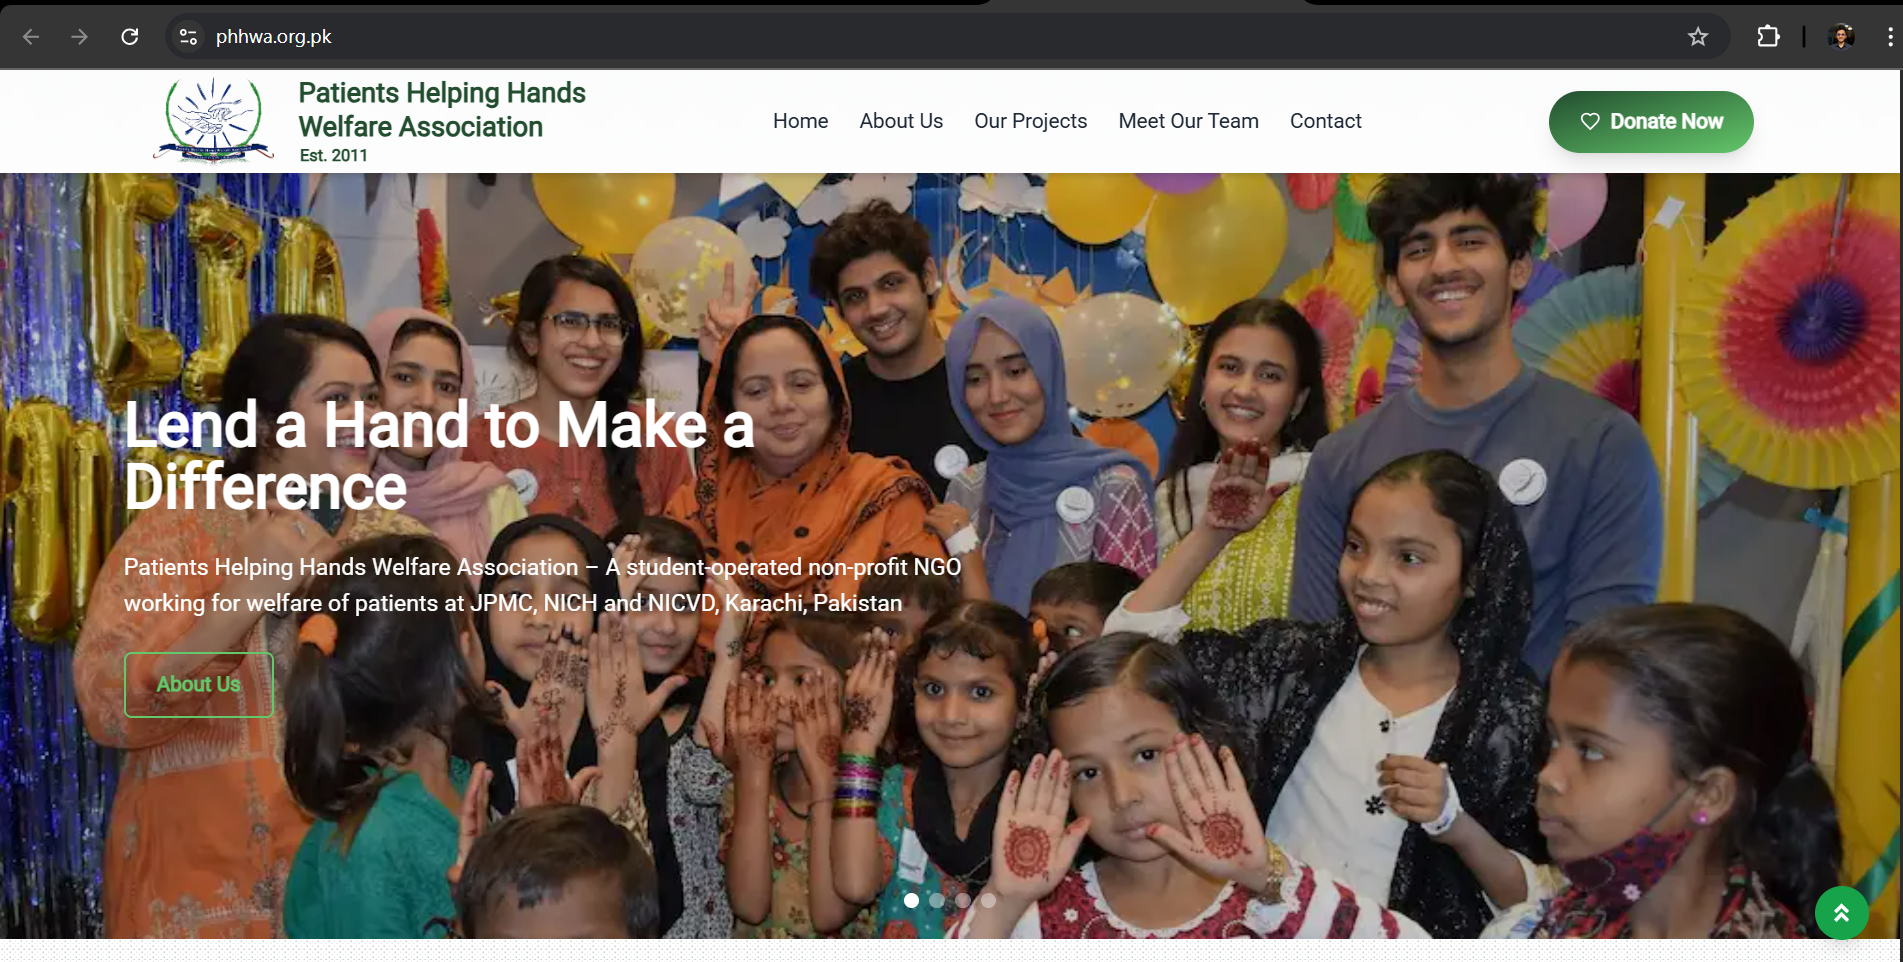 phhwa.org.pk
Patients Helping Hands
Welfare Association
Est. 2011
Home
About Us
Our Projects
Meet Our Team
Contact
Donate Now
Lend a Hand to Make a
Difference
Patients Helping Hands Welfare Association – A student-operated non-profit NGO
working for welfare of patients at JPMC, NICH and NICVD, Karachi, Pakistan
About Us